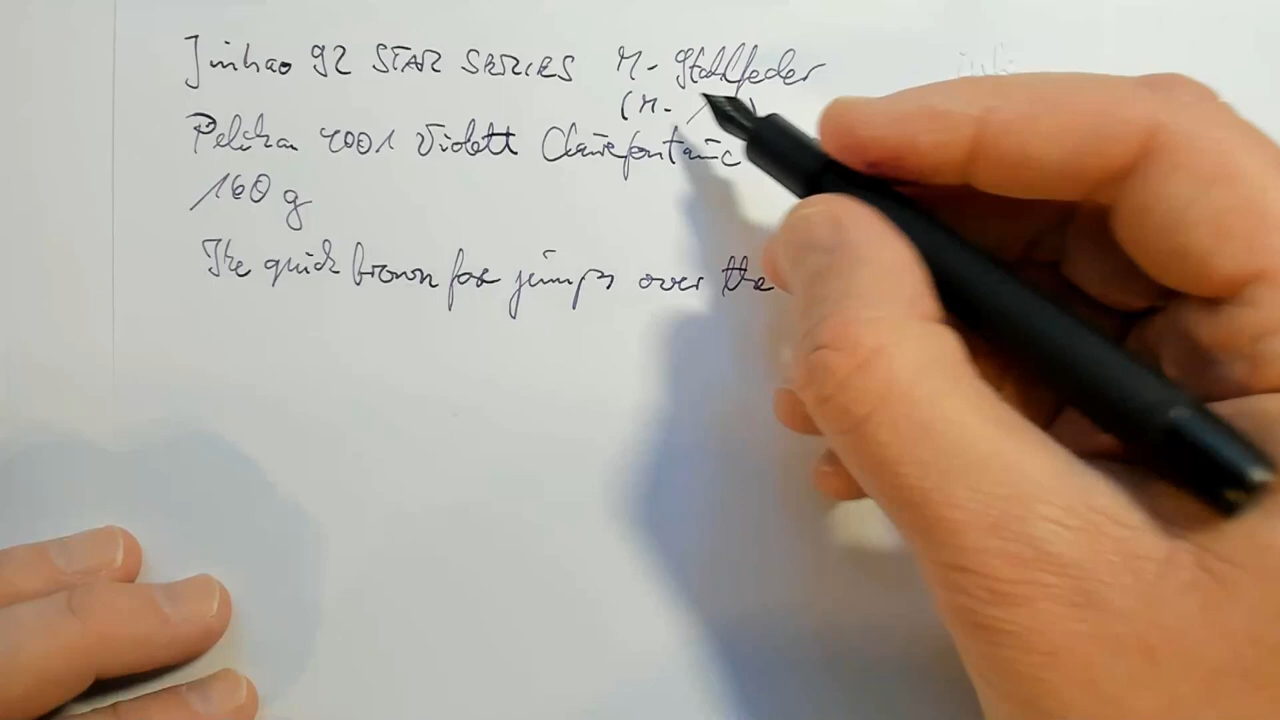 Jinhao 92 STAR SERIES M- Stahlfeder
(M-
Pelikan 4001 Violett Clairefontaine
160 g
The quick brown fox jumps over the